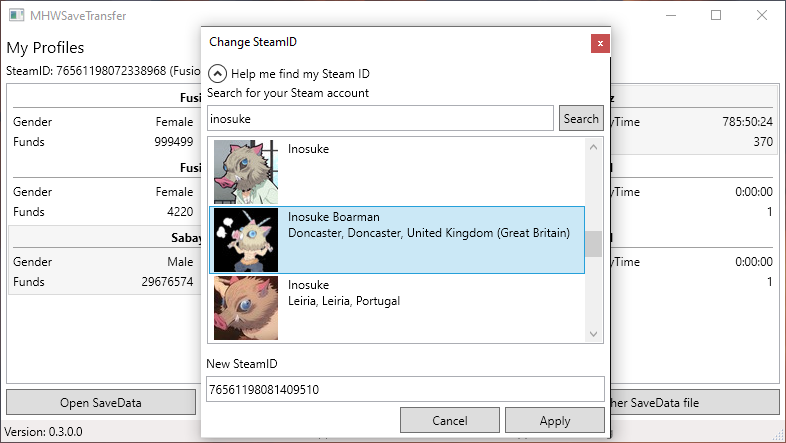 MHWSaveTransfer
My Profiles
SteamID: 76561198072338968 (Fusio
Fusi
Gender Female
Funds 999499
Fusi
Gender Female
Funds 4220
Sabay
Gender Male
Funds 29676574
Open SaveData
Version: 0.3.0.0
Change SteamID
x
Help me find my Steam ID
Search for your Steam account
inosuke
Search
Inosuke
Inosuke Boarman
Doncaster, Doncaster, United Kingdom (Great Britain)
Inosuke
Leiria, Leiria, Portugal
New SteamID
76561198081409510
Cancel
Apply
z
yTime 785:50:24
370
yTime 0:00:00
1
yTime 0:00:00
1
her SaveData file